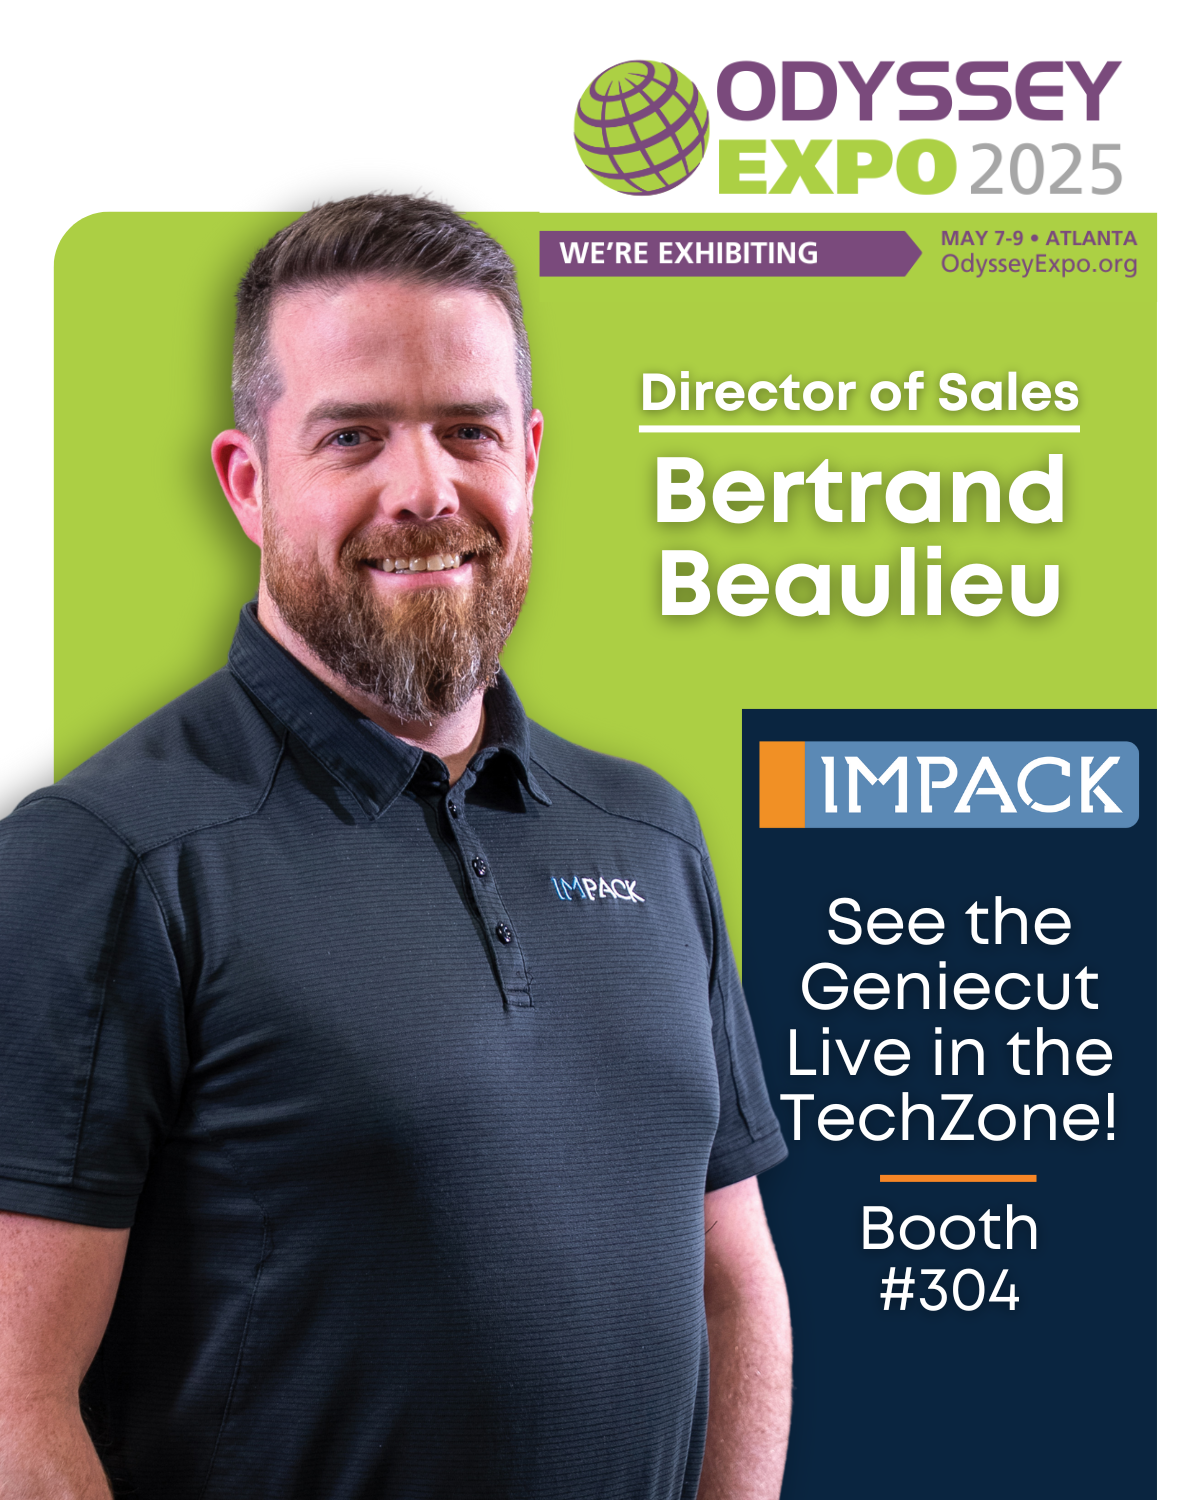 ODYSSEY
EXPO 2025
WE'RE EXHIBITING
MAY 7-9 • ATLANTA
OdysseyExpo.org
Director of Sales
Bertrand
Beaulieu
IMPACK
IMPACK
See the
Geniecut
Live in the
TechZone!
Booth
#304